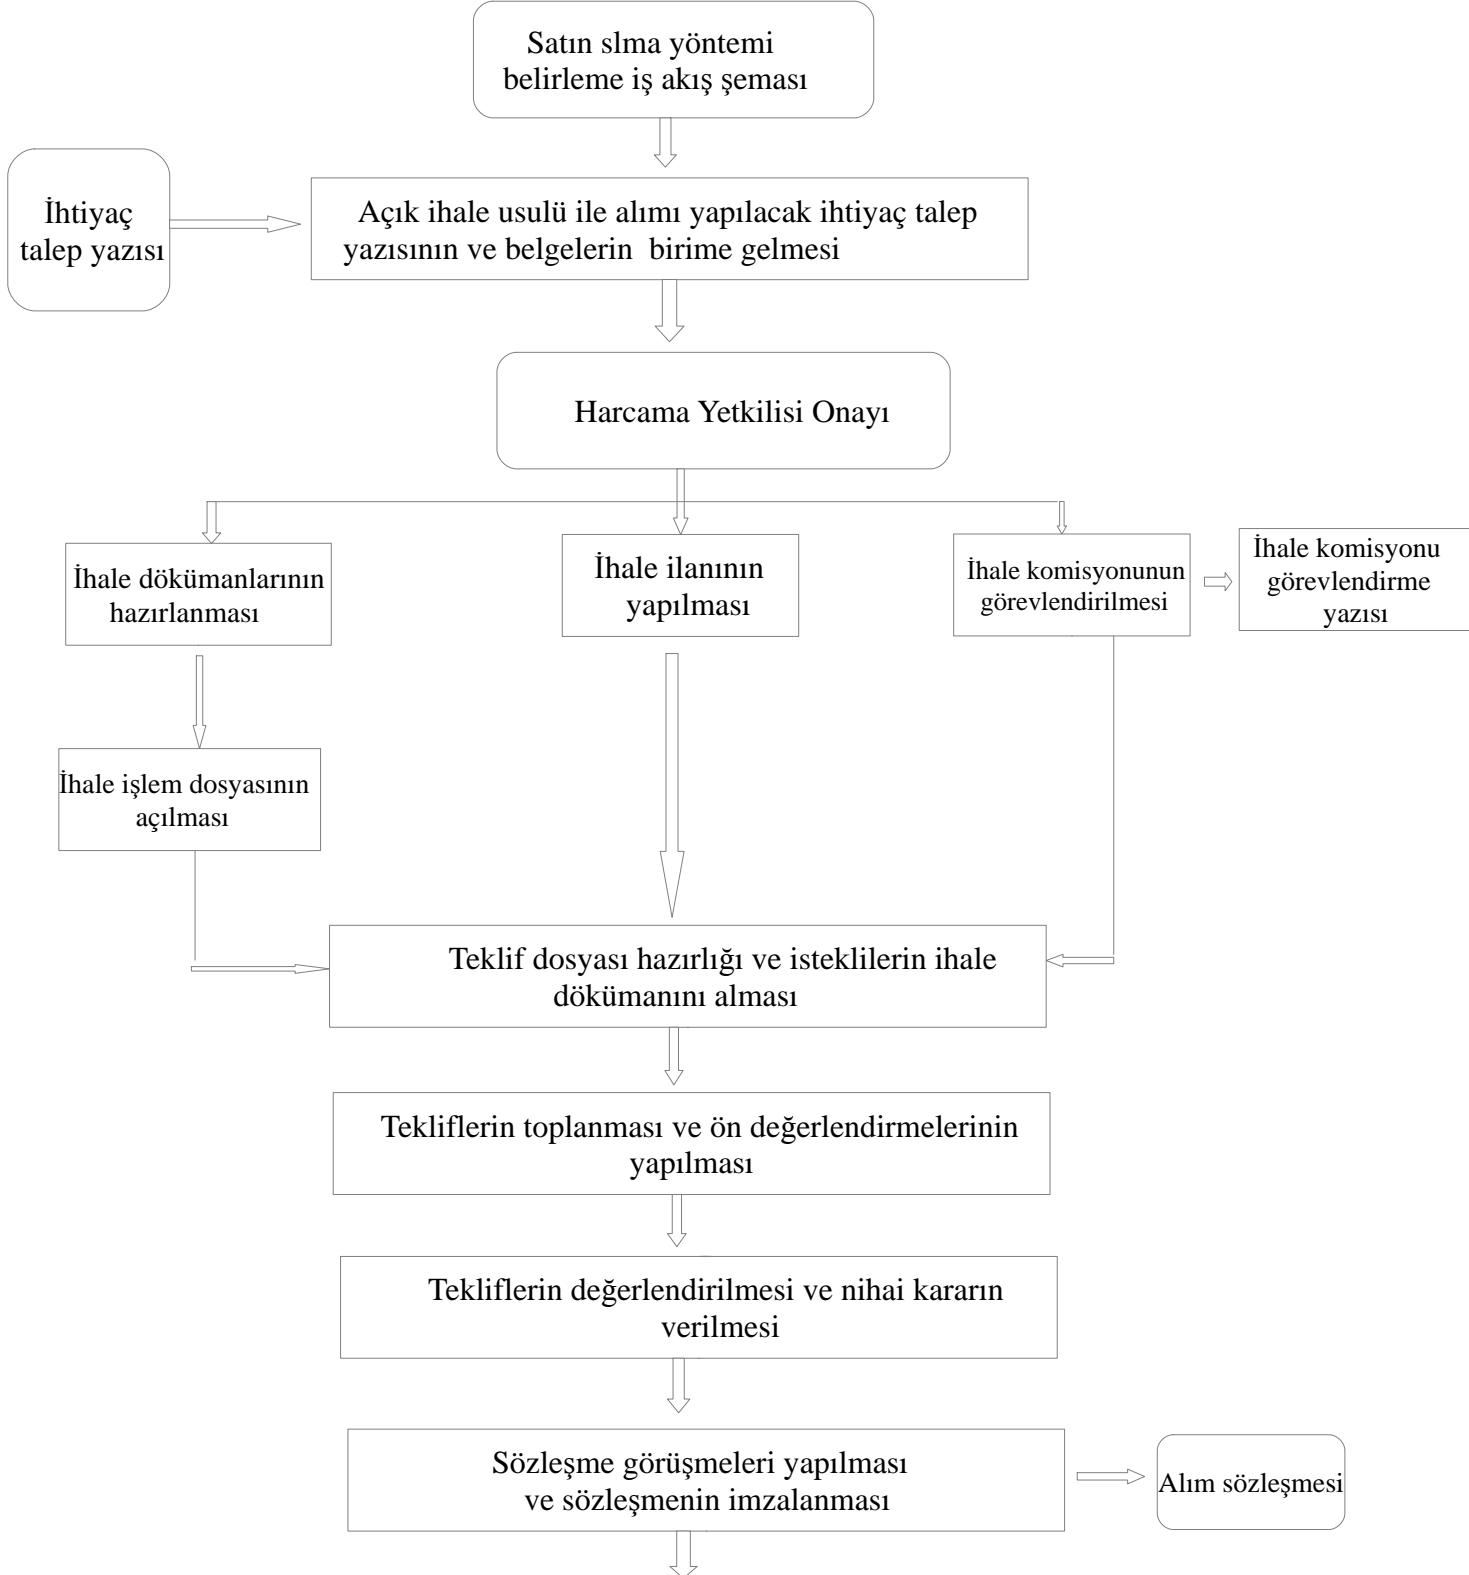 Satın slma yöntemi
belirleme iş akış şeması
İhtiyaç
talep yazısı
Açık ihale usulü ile alımı yapılacak ihtiyaç talep
yazısının ve belgelerin birime gelmesi
Harcama Yetkilisi Onayı
İhale dökümanlarının
hazırlanması
İhale ilanının
yapılması
İhale komisyonunun
görevlendirilmesi
İhale komisyonu
görevlendirme
yazısı
İhale işlem dosyasının
açılması
Teklif dosyası hazırlığı ve isteklilerin ihale
dökümanını alması
Tekliflerin toplanması ve ön değerlendirmelerinin
yapılması
Tekliflerin değerlendirilmesi ve nihai kararın
verilmesi
Sözleşme görüşmeleri yapılması
ve sözleşmenin imzalanması
Alım sözleşmesi